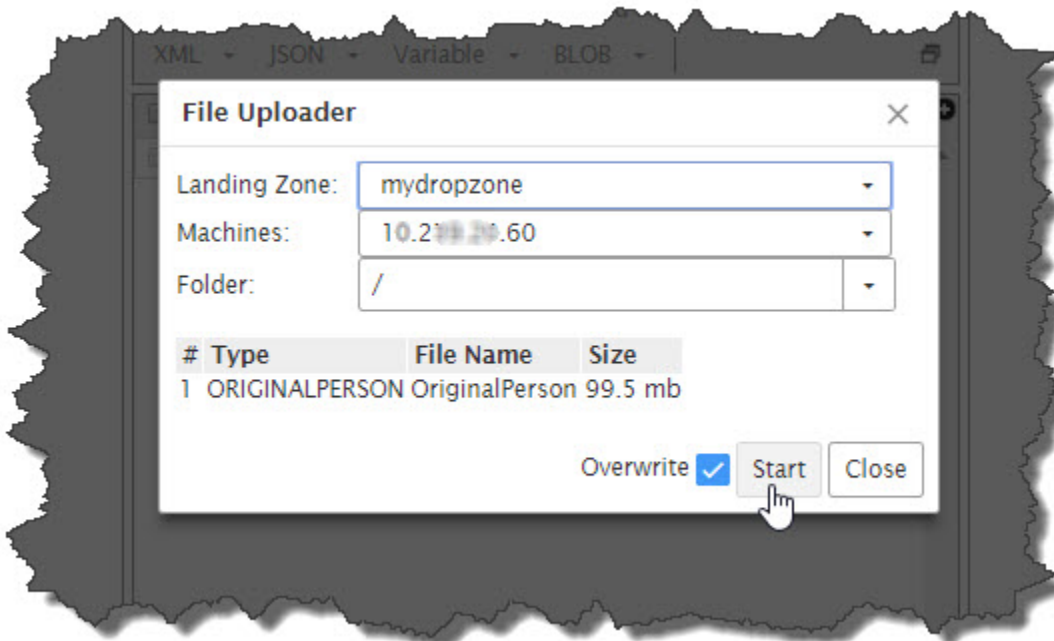 XML JSON Variable BLOB
File Uploader
Landing Zone: mydropzone
Machines:
Folder: /
# Type File Name Size
1 ORIGINALPERSON OriginalPerson 99.5 mb
Overwrite Start Close